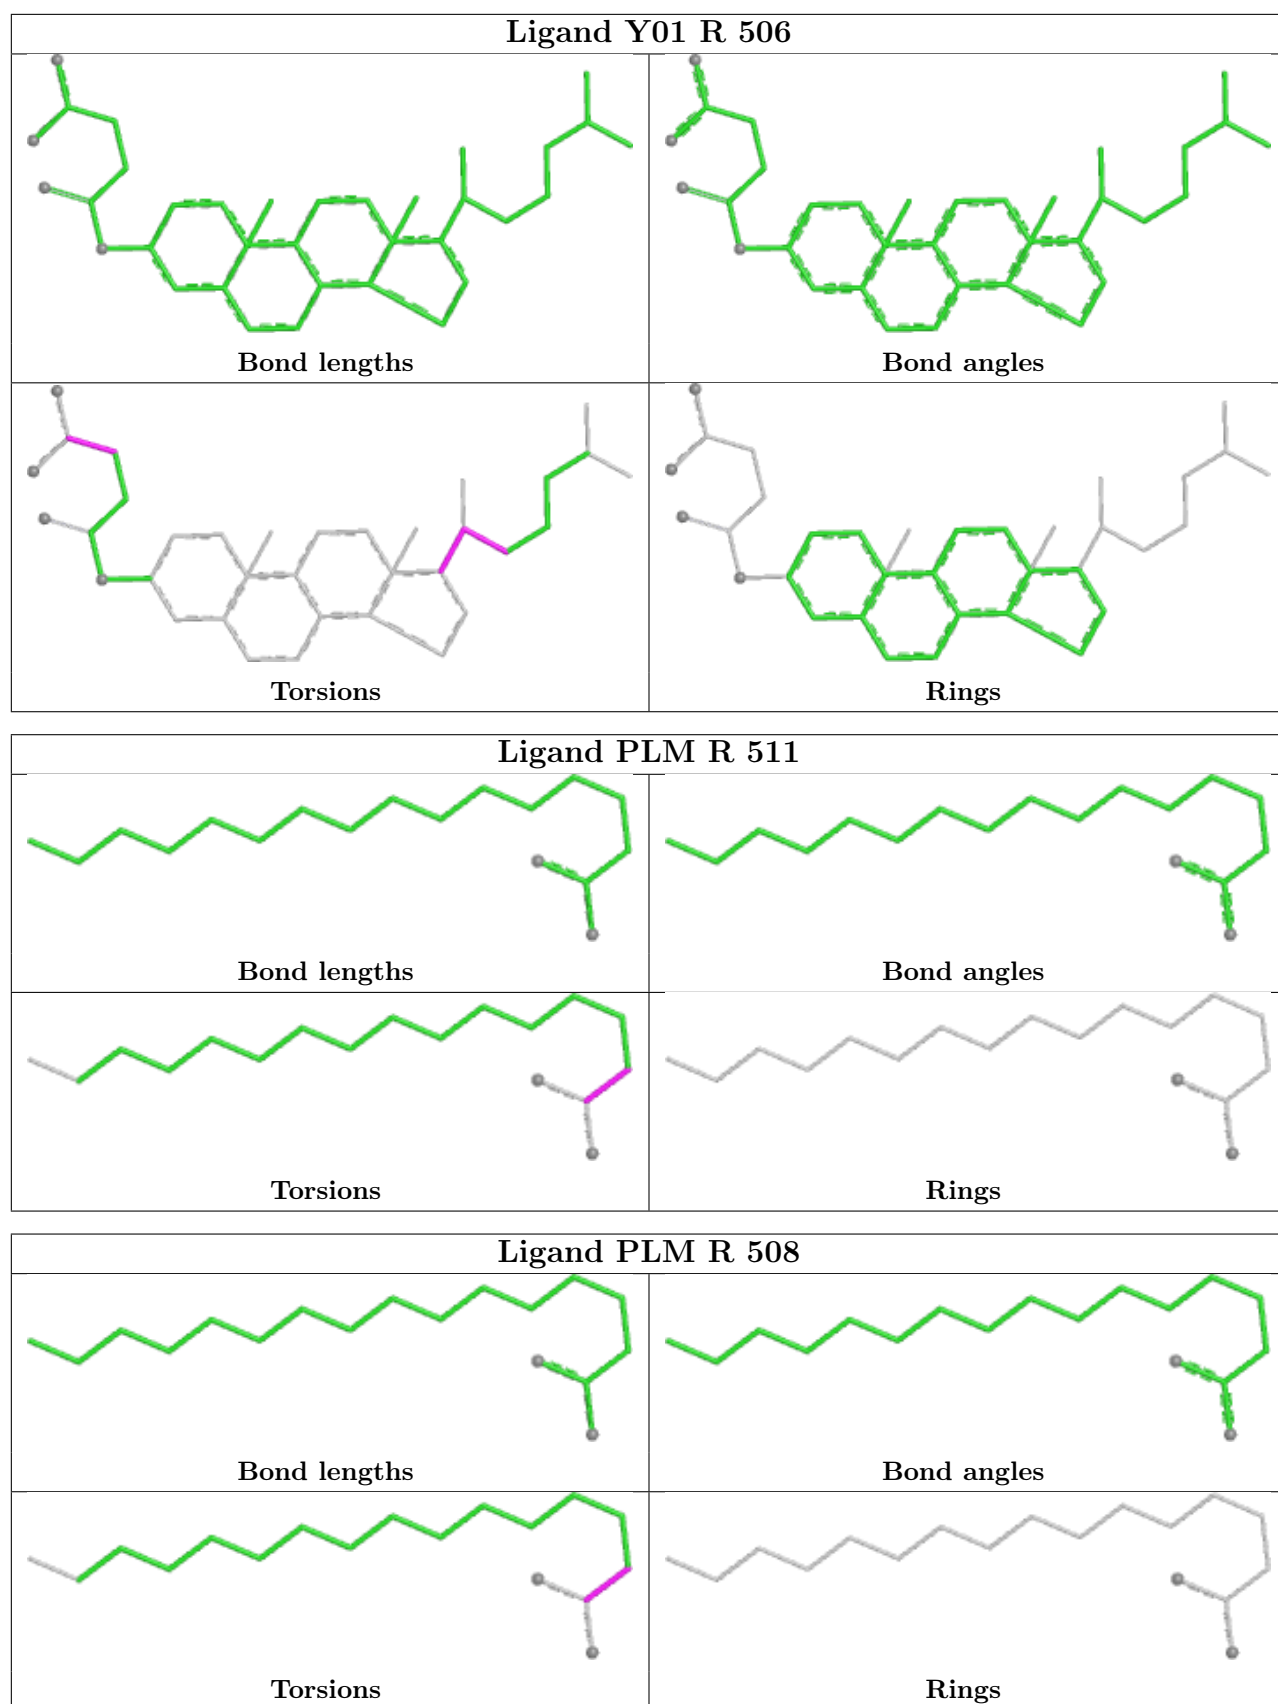 Ligand Y01 R 506
Bond lengths
Bond angles
Torsions
Rings
Ligand PLM R 511
Bond lengths
Bond angles
Torsions
Rings
Ligand PLM R 508
Bond lengths
Bond angles
Torsions
Rings